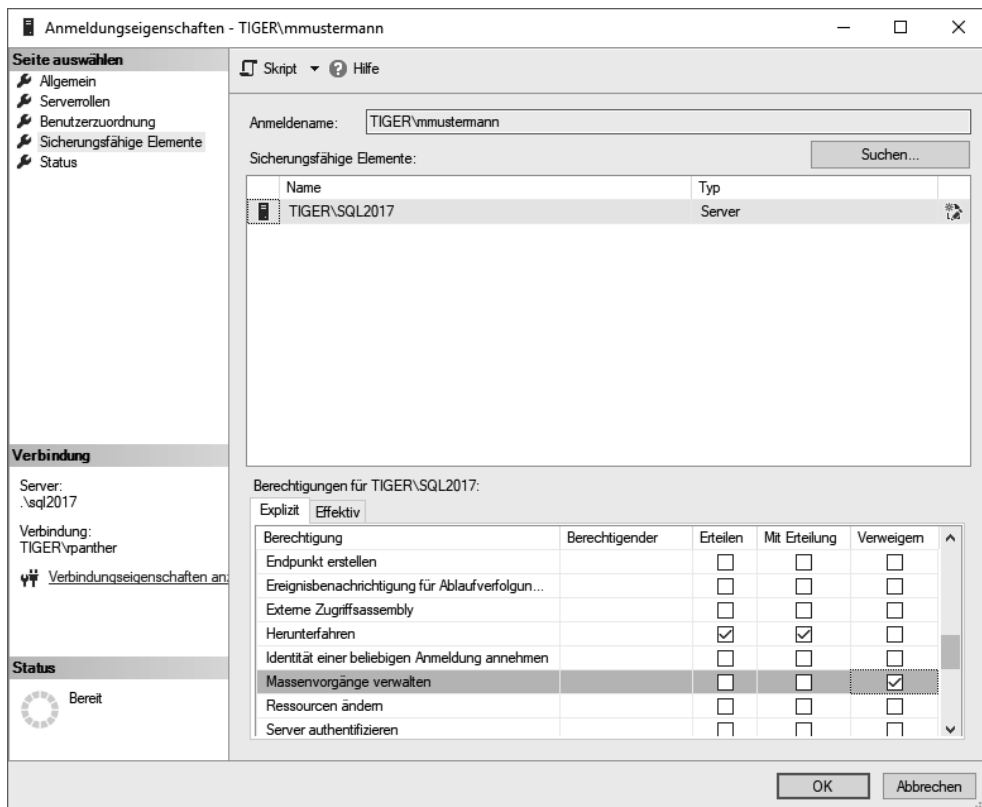 Anmeldungseigenschaften - TIGER\mmustermann
Seite auswählen
Allgemein
Serverrollen
Benutzerzuordnung
Sicherungsfähige Elemente
Status
Skript
Hilfe
Anmeldename: TIGER\mmustermann
Sicherungsfähige Elemente:
Suchen...
Name Typ
TIGER\SQL2017 Server
Verbindung
Server:
.\sql2017
Verbindung:
TIGER\rpanther
Verbindungseigenschaften an
Status
Bereit
Berechtigungen für TIGER\SQL2017:
Explizit Effektiv
Berechtigung Berechtigender Erteilen Mit Erteilung Verweigern
Endpunkt erstellen
Ereignisbenachrichtigung für Ablaufverfolgun...
Externe Zugriffsassembly
Herunterfahren
Identität einer beliebigen Anmeldung annehmen
Massenvorgänge verwalten
Ressourcen ändern
Server authentifizieren
OK Abbrechen